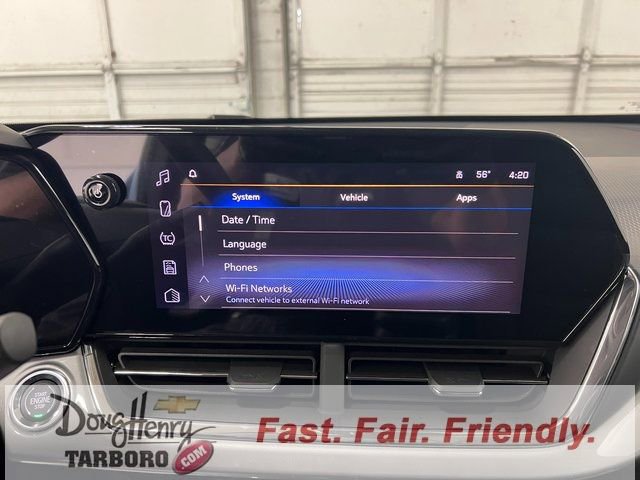 56° 4:20
System Vehicle Apps
Date / Time
TC
Language
Phones
Wi-Fi Networks
Connect vehicle to external Wi-Fi network
START
ENGINE
STOP
Doug Henry
TARBORO .COM
Fast. Fair. Friendly.